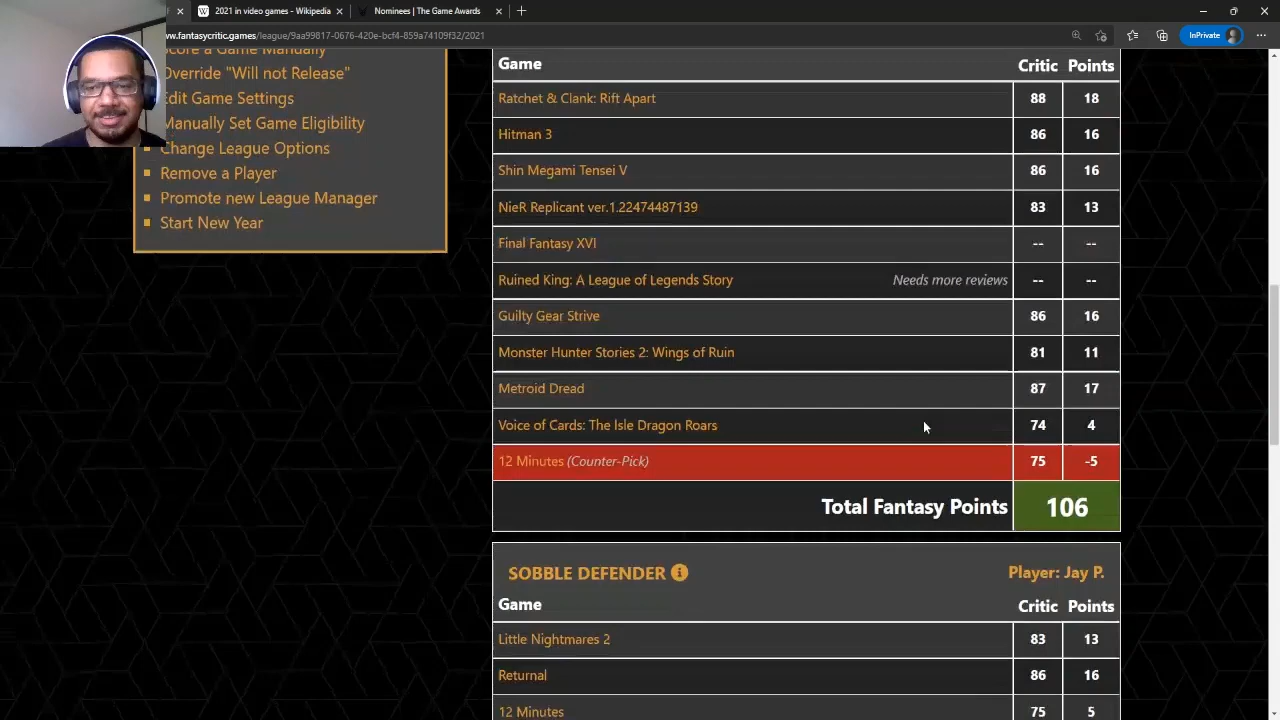 2021 in video games - Wikipedia
Nominees | The Game Awards
ww.fantasycritic.games/league/9aa99817-0676-420e-bcf4-859a74109f32/2021
InPrivate
Score a Game Manually
Override "Will not Release"
Edit Game Settings
Manually Set Game Eligibility
Change League Options
Remove a Player
Promote new League Manager
Start New Year
Game Critic Points
Ratchet & Clank: Rift Apart 88 18
Hitman 3 86 16
Shin Megami Tensei V 86 16
NieR Replicant ver.1.22474487139 83 13
Final Fantasy XVI -- --
Ruined King: A League of Legends Story Needs more reviews -- --
Guilty Gear Strive 86 16
Monster Hunter Stories 2: Wings of Ruin 81 11
Metroid Dread 87 17
Voice of Cards: The Isle Dragon Roars 74 4
12 Minutes (Counter-Pick) 75 -5
Total Fantasy Points 106
SOBBLE DEFENDER Player: Jay P.
Game Critic Points
Little Nightmares 2 83 13
Returnal 86 16
12 Minutes 75 5